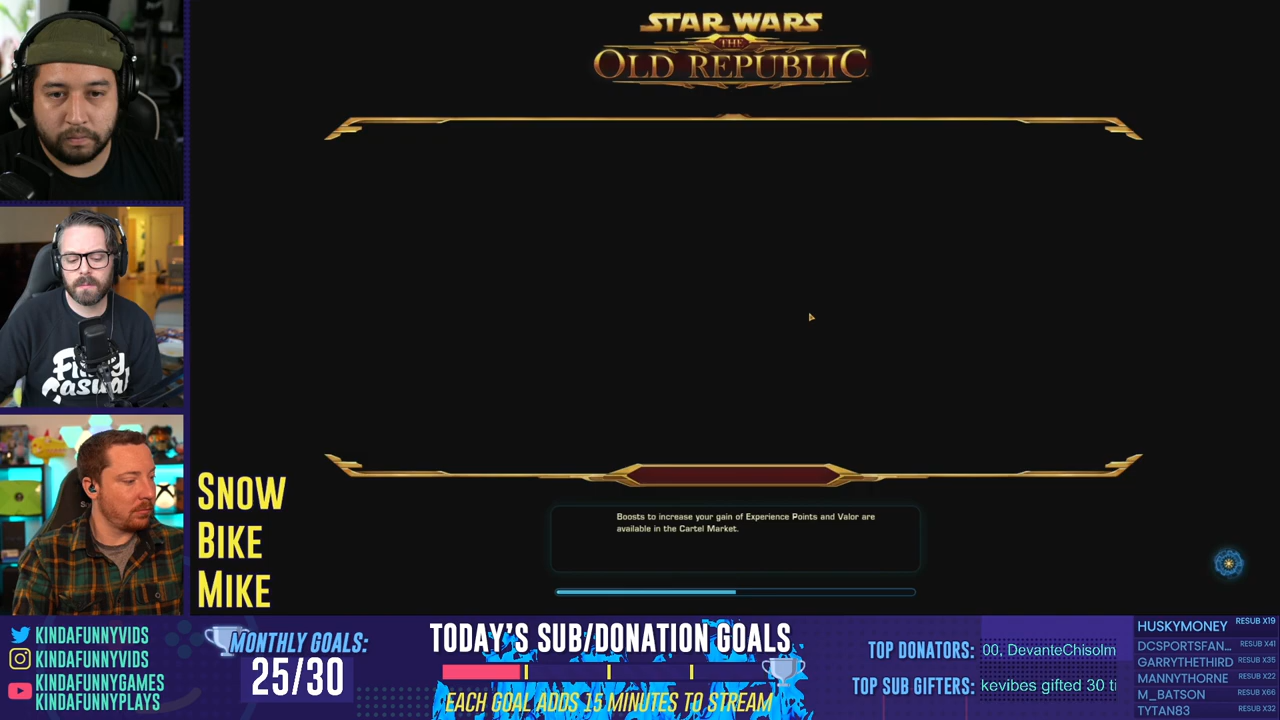 STAR WARS
THE
OLD REPUBLIC
Boosts to increase your gain of Experience Points and Valor are
available in the Cartel Market.
SNOW
BIKE
MIKE
KINDAFUNNYVIDS
KINDAFUNNYVIDS
KINDAFUNNYGAMES
KINDAFUNNYPLAYS
MONTHLY GOALS:
25/30
TODAY'S SUB/DONATION GOALS
EACH GOAL ADDS 15 MINUTES TO STREAM
TOP DONATORS: 00, DevanteChisolm
TOP SUB GIFTERS: kevibes gifted 30 ti
HUSKYMONEY RESUB X19
DCSPORTSFAN... RESUB X41
GARRYTHETHIRD RESUB X35
MANNYTHORNE RESUB X22
M_BATSON RESUB X66
TYTAN83 RESUB X32